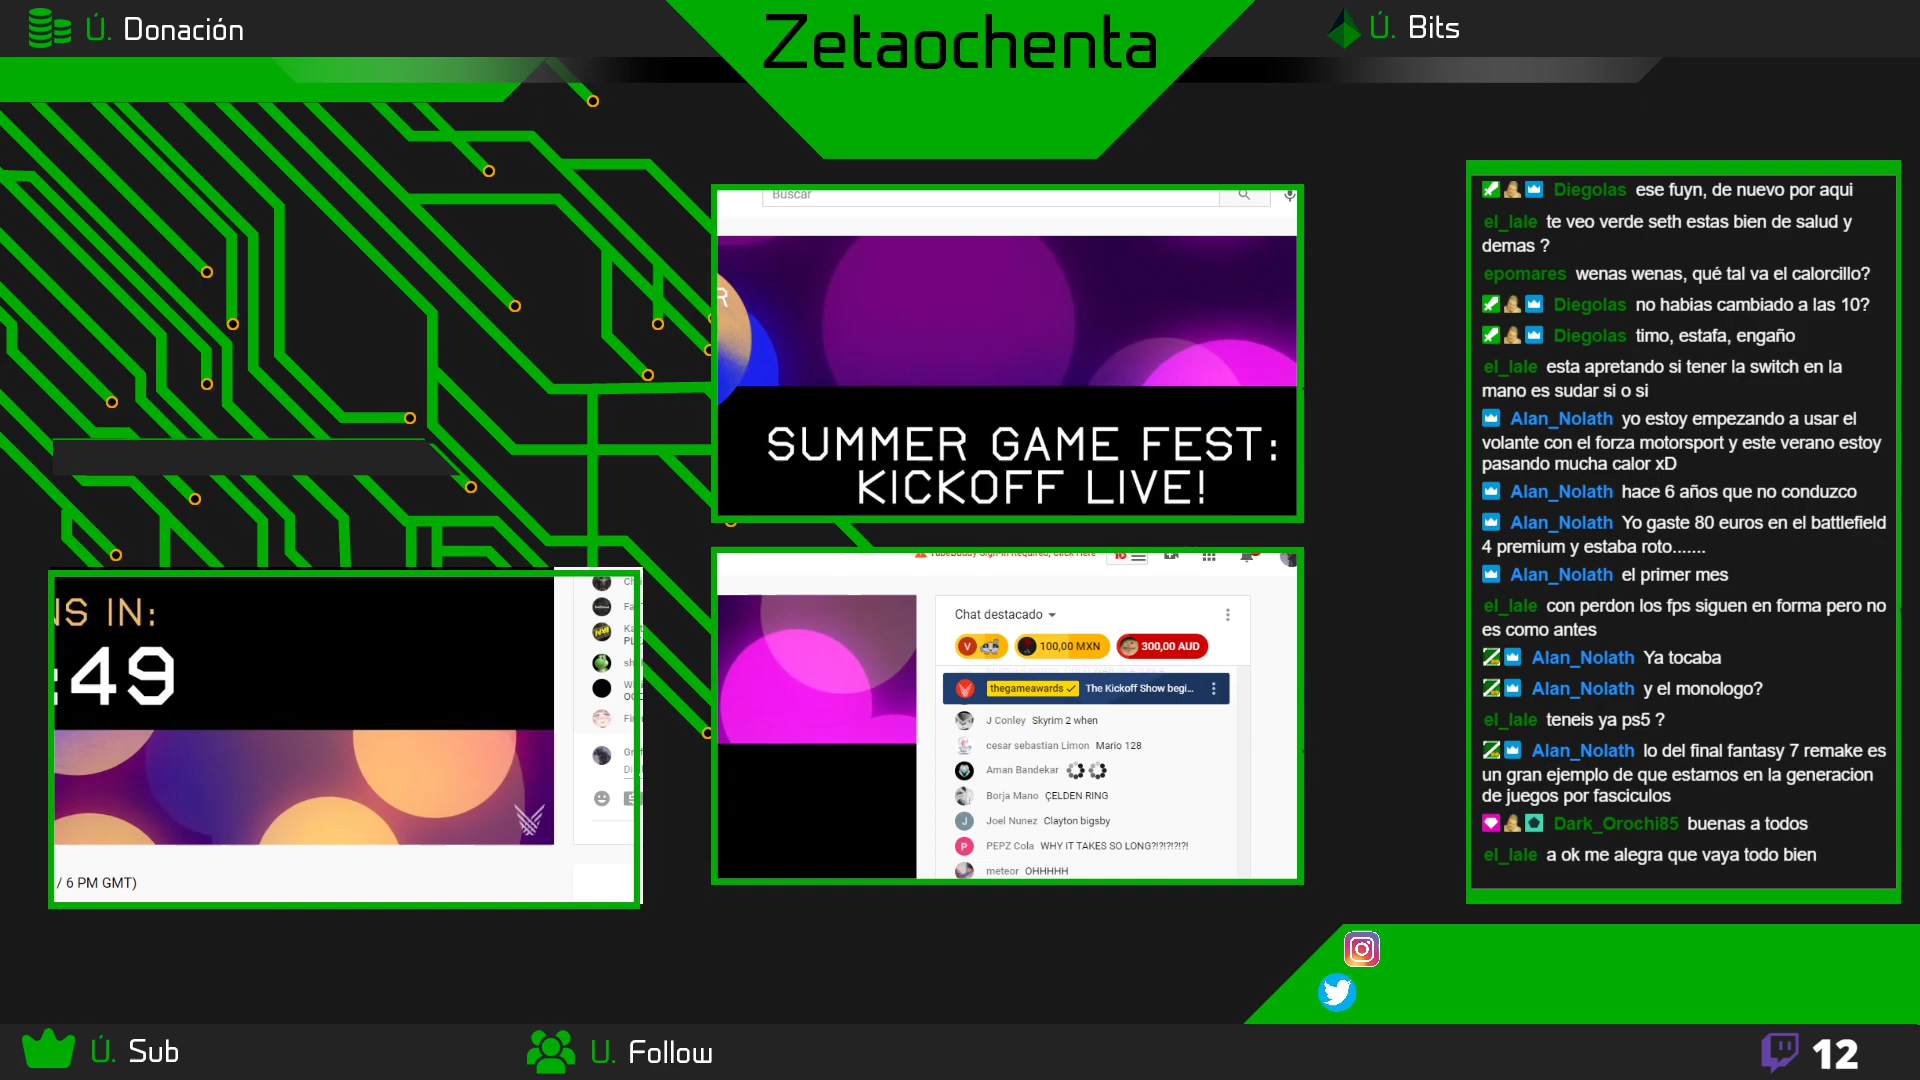 Ú. Donación
Zetaochenta
Ú. Bits
Buscar
R
SUMMER GAME FEST:
KICKOFF LIVE!
NS IN:
:49
/ 6 PM GMT)
TubeBuddy Sign-in Required, Click Here
Chat destacado
V
100,00 MXN
300,00 AUD
thegameawards The Kickoff Show begi...
J Conley Skyrim 2 when
cesar sebastian Limon Mario 128
Aman Bandekar
Borja Mano ÇELDEN RING
J Joel Nunez Clayton bigsby
P PEPZ Cola WHY IT TAKES SO LONG?!?!?!?!?!
meteor OHHHHH
Diegolas ese fuyn, de nuevo por aqui
el_lale te veo verde seth estas bien de salud y
demas ?
epomares wenas wenas, qué tal va el calorcillo?
Diegolas no habias cambiado a las 10?
Diegolas timo, estafa, engaño
el_lale esta apretando si tener la switch en la
mano es sudar si o si
Alan_Nolath yo estoy empezando a usar el
volante con el forza motorsport y este verano estoy
pasando mucha calor xD
Alan_Nolath hace 6 años que no conduzco
Alan_Nolath Yo gaste 80 euros en el battlefield
4 premium y estaba roto.......
Alan_Nolath el primer mes
el_lale con perdon los fps siguen en forma pero no
es como antes
Alan_Nolath Ya tocaba
Alan_Nolath y el monologo?
el_lale teneis ya ps5 ?
Alan_Nolath lo del final fantasy 7 remake es
un gran ejemplo de que estamos en la generacion
de juegos por fasciculos
Dark_Orochi85 buenas a todos
el_lale a ok me alegra que vaya todo bien
Ú. Sub
U. Follow
12